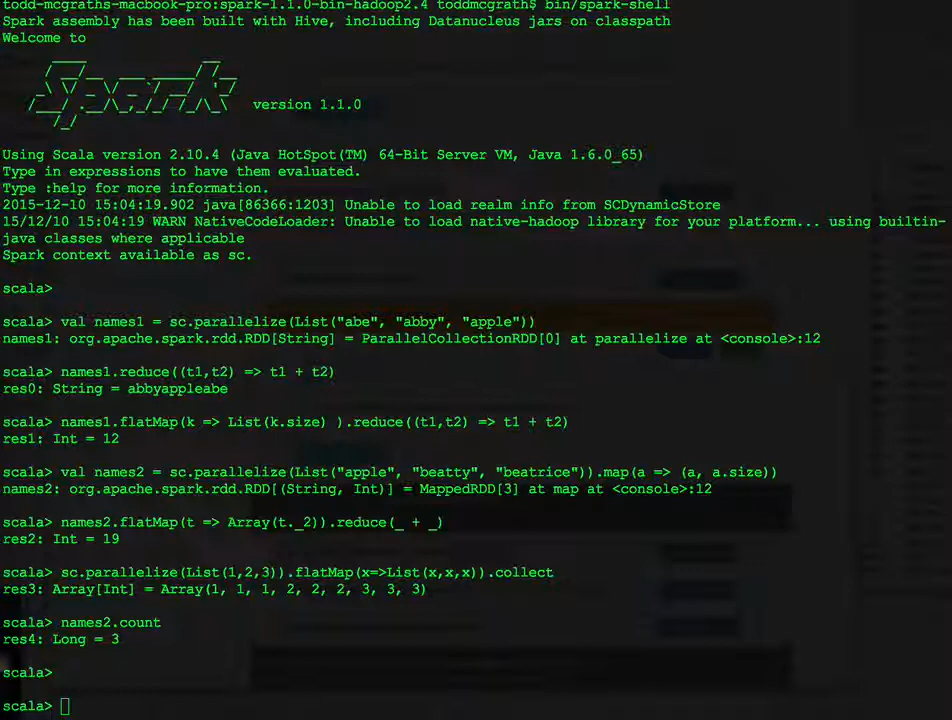 todd-mcgraths-macbook-pro:spark-1.1.0-bin-hadoop2.4 toddmcgrath$ bin/spark-shell
Spark assembly has been built with Hive, including Datanucleus jars on classpath
Welcome to
Spark version 1.1.0
Using Scala version 2.10.4 (Java HotSpot(TM) 64-Bit Server VM, Java 1.6.0_65)
Type in expressions to have them evaluated.
Type :help for more information.
2015-12-10 15:04:19.902 java[86366:1203] Unable to load realm info from SCDynamicStore
15/12/10 15:04:19 WARN NativeCodeLoader: Unable to load native-hadoop library for your platform... using builtin-
java classes where applicable
Spark context available as sc.
scala>
scala> val names1 = sc.parallelize(List("abe", "abby", "apple"))
names1: org.apache.spark.rdd.RDD[String] = ParallelCollectionRDD[0] at parallelize at <console>:12
scala> names1.reduce((t1,t2) => t1 + t2)
res0: String = abbyappleabe
scala> names1.flatMap(k => List(k.size) ).reduce((t1,t2) => t1 + t2)
res1: Int = 12
scala> val names2 = sc.parallelize(List("apple", "beatty", "beatrice")).map(a => (a, a.size))
names2: org.apache.spark.rdd.RDD[(String, Int)] = MappedRDD[3] at map at <console>:12
scala> names2.flatMap(t => Array(t._2)).reduce(_ + _)
res2: Int = 19
scala> sc.parallelize(List(1,2,3)).flatMap(x=>List(x,x,x)).collect
res3: Array[Int] = Array(1, 1, 1, 2, 2, 2, 3, 3, 3)
scala> names2.count
res4: Long = 3
scala>
scala>